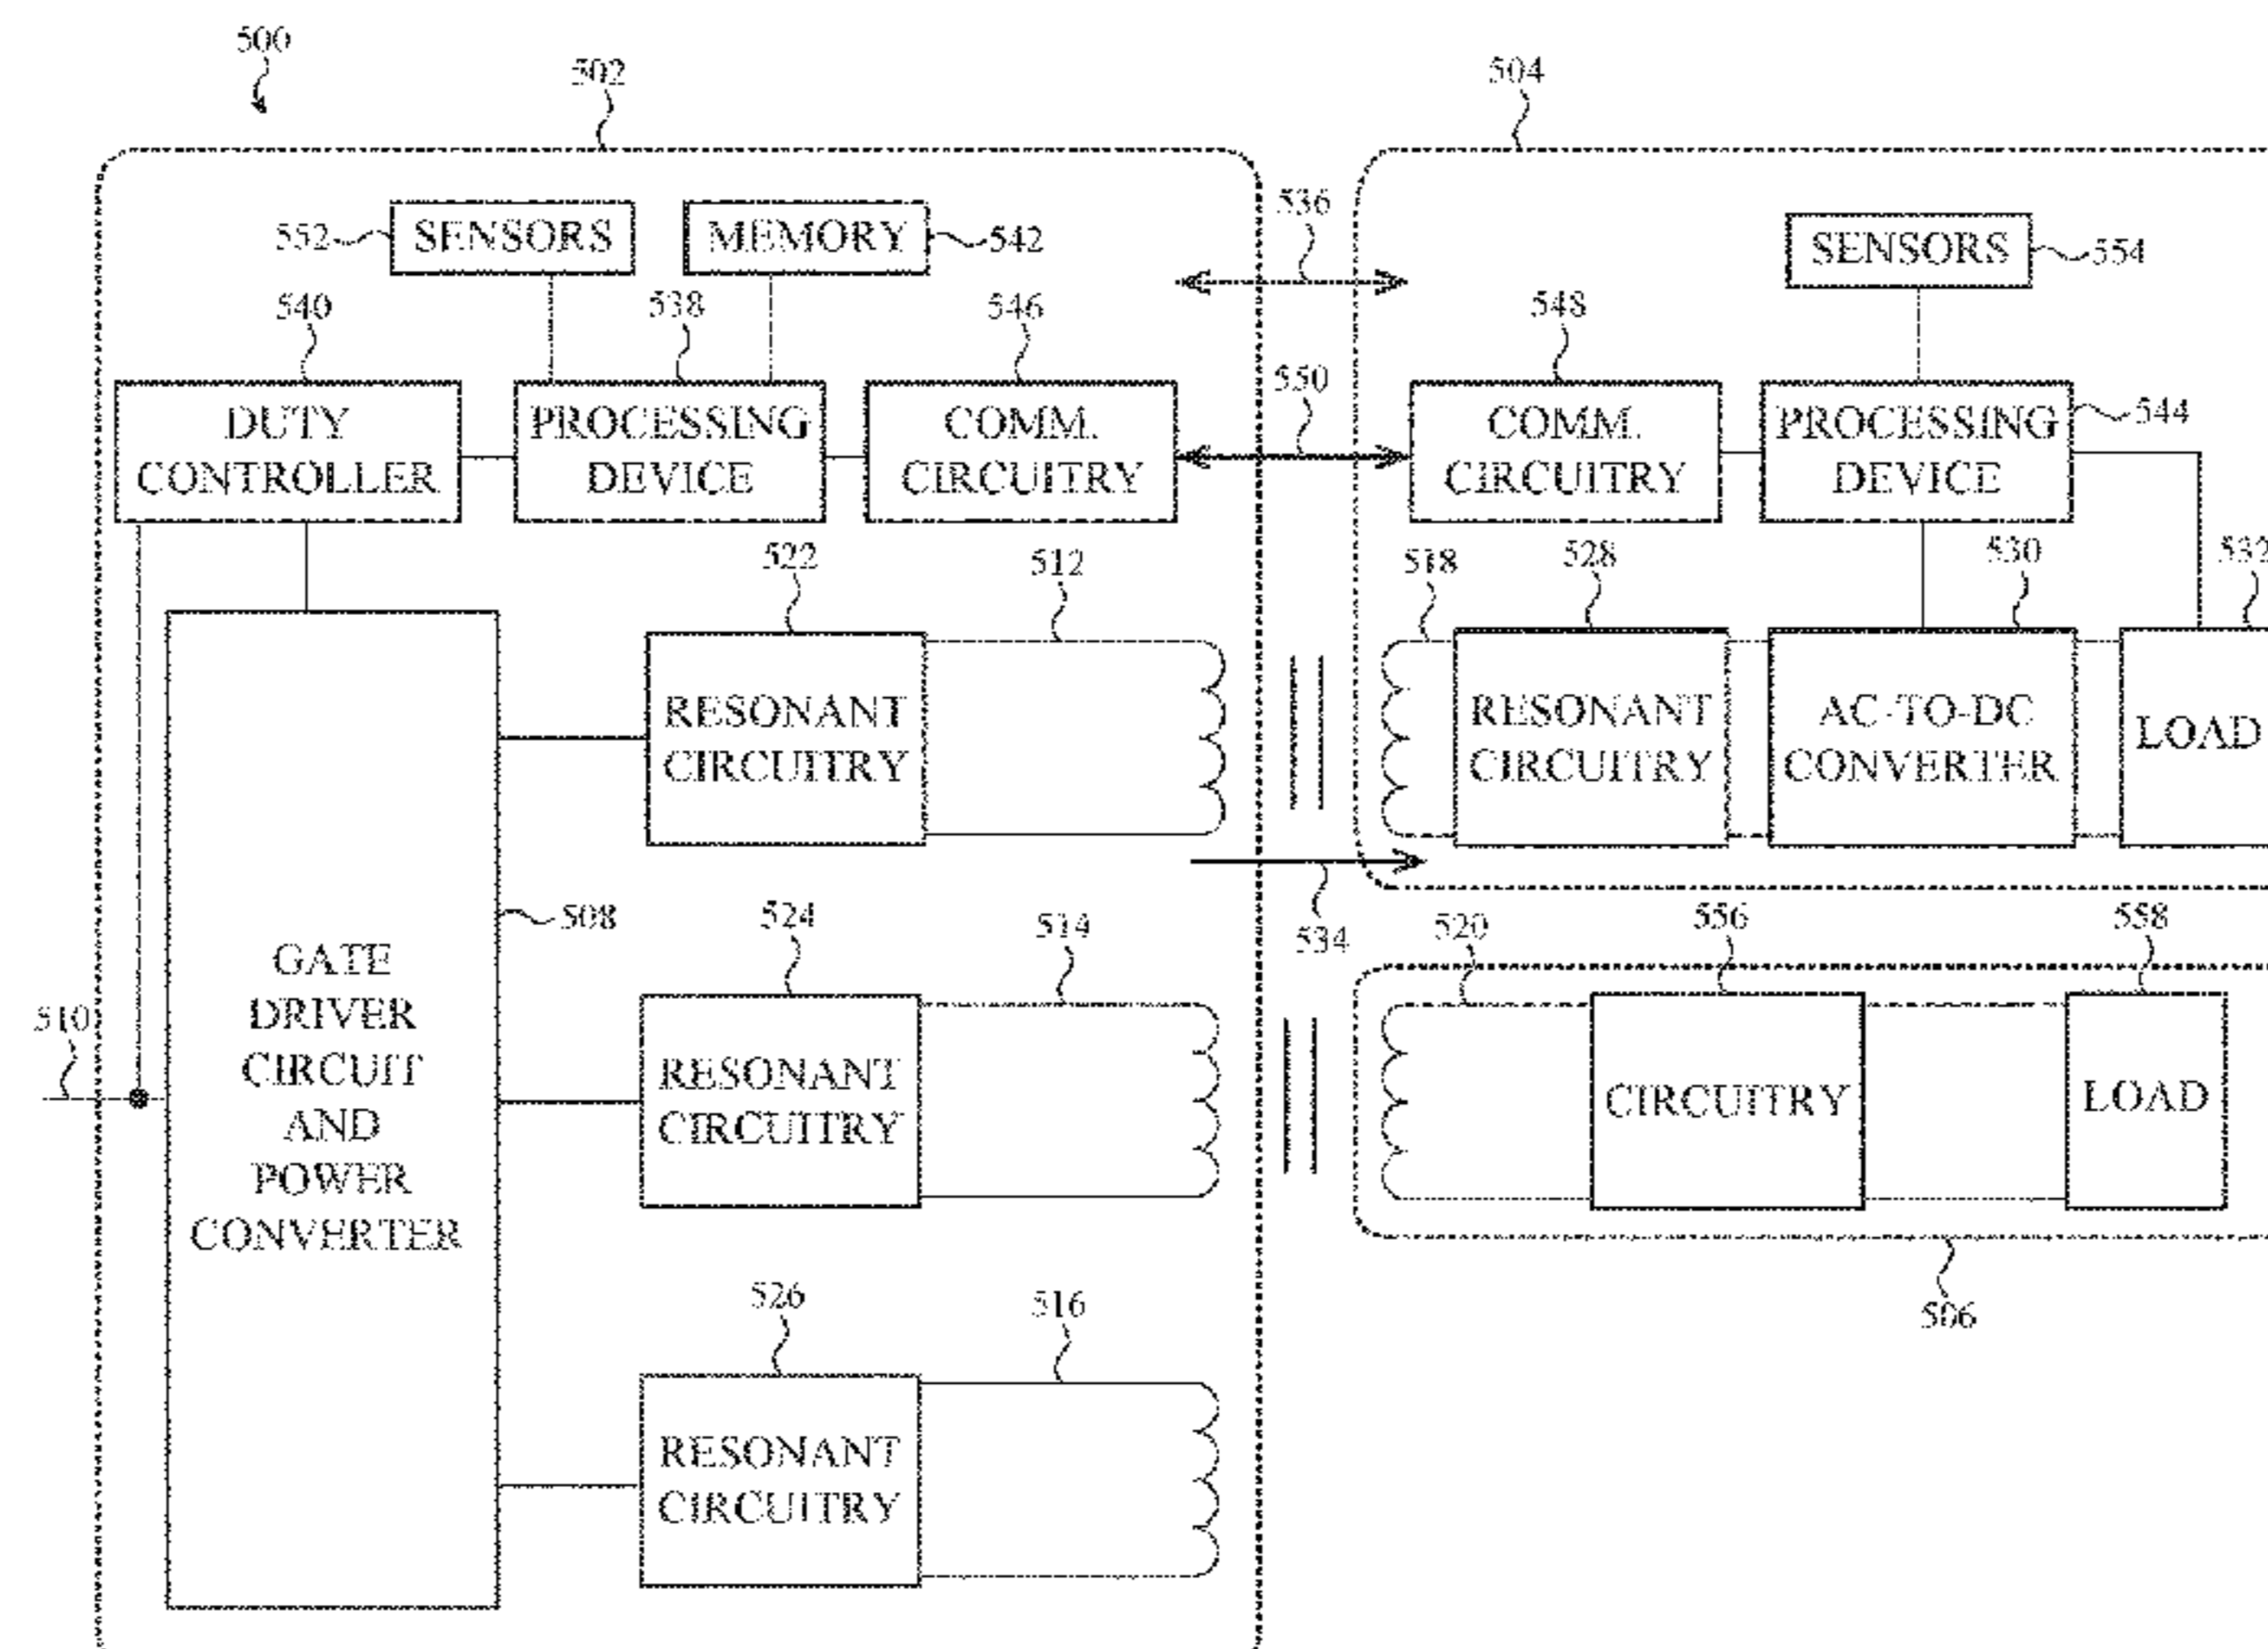 500
502
504
552
SENSORS
MEMORY
542
536
SENSORS
554
540
538
546
548
DUTY
CONTROLLER
PROCESSING
DEVICE
COMM.
CIRCUITRY
550
COMM.
CIRCUITRY
PROCESSING
DEVICE
544
522
512
518
528
530
532
RESONANT
CIRCUITRY
RESONANT
CIRCUITRY
AC-TO-DC
CONVERTER
LOAD
508
524
514
534
520
556
558
510
GATE
DRIVER
CIRCUIT
AND
POWER
CONVERTER
RESONANT
CIRCUITRY
CIRCUITRY
LOAD
526
516
506
RESONANT
CIRCUITRY